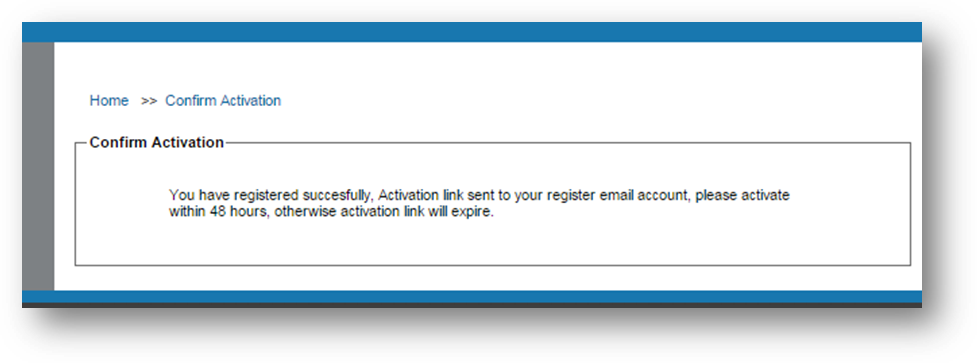 Home >> Confirm Activation
Confirm Activation
You have registered succesfully, Activation link sent to your register email account, please activate
within 48 hours, otherwise activation link will expire.